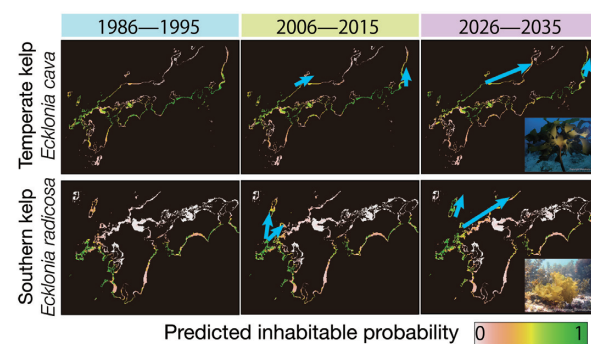 1986—1995
2006—2015
2026—2035
Temperate kelp
Ecklonia cava
Southern kelp
Ecklonia radicosa
Predicted inhabitable probability
0
1